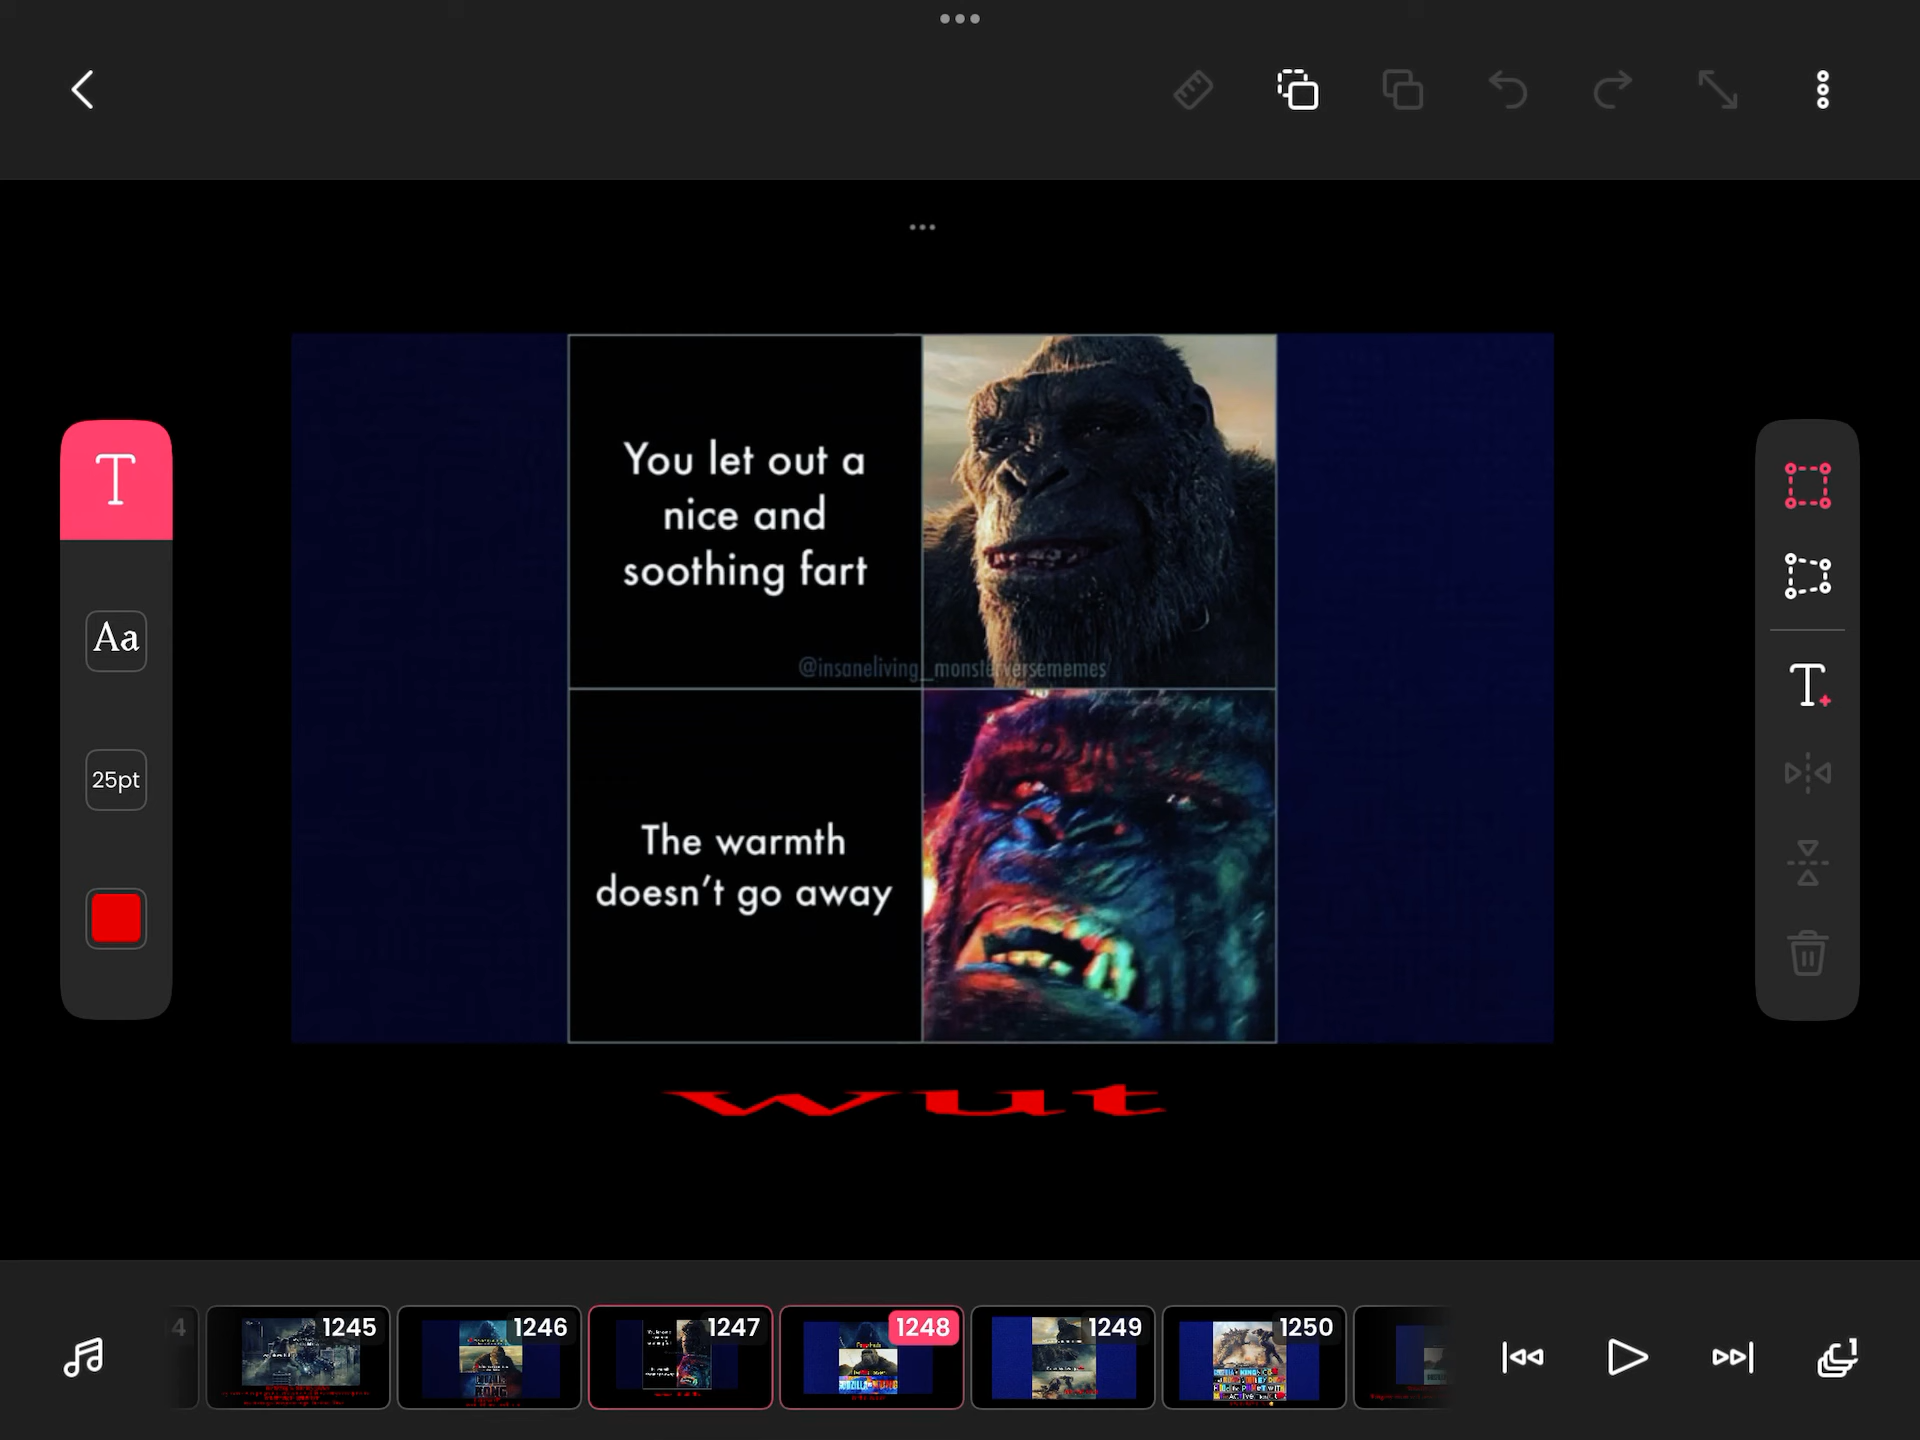 You let out a
nice and
soothing fart
@insaneliving_monsterversememes
The warmth
doesn't go away
wut
T
Aa
25pt
T
4
1245
1246
1247
1248
1249
1250